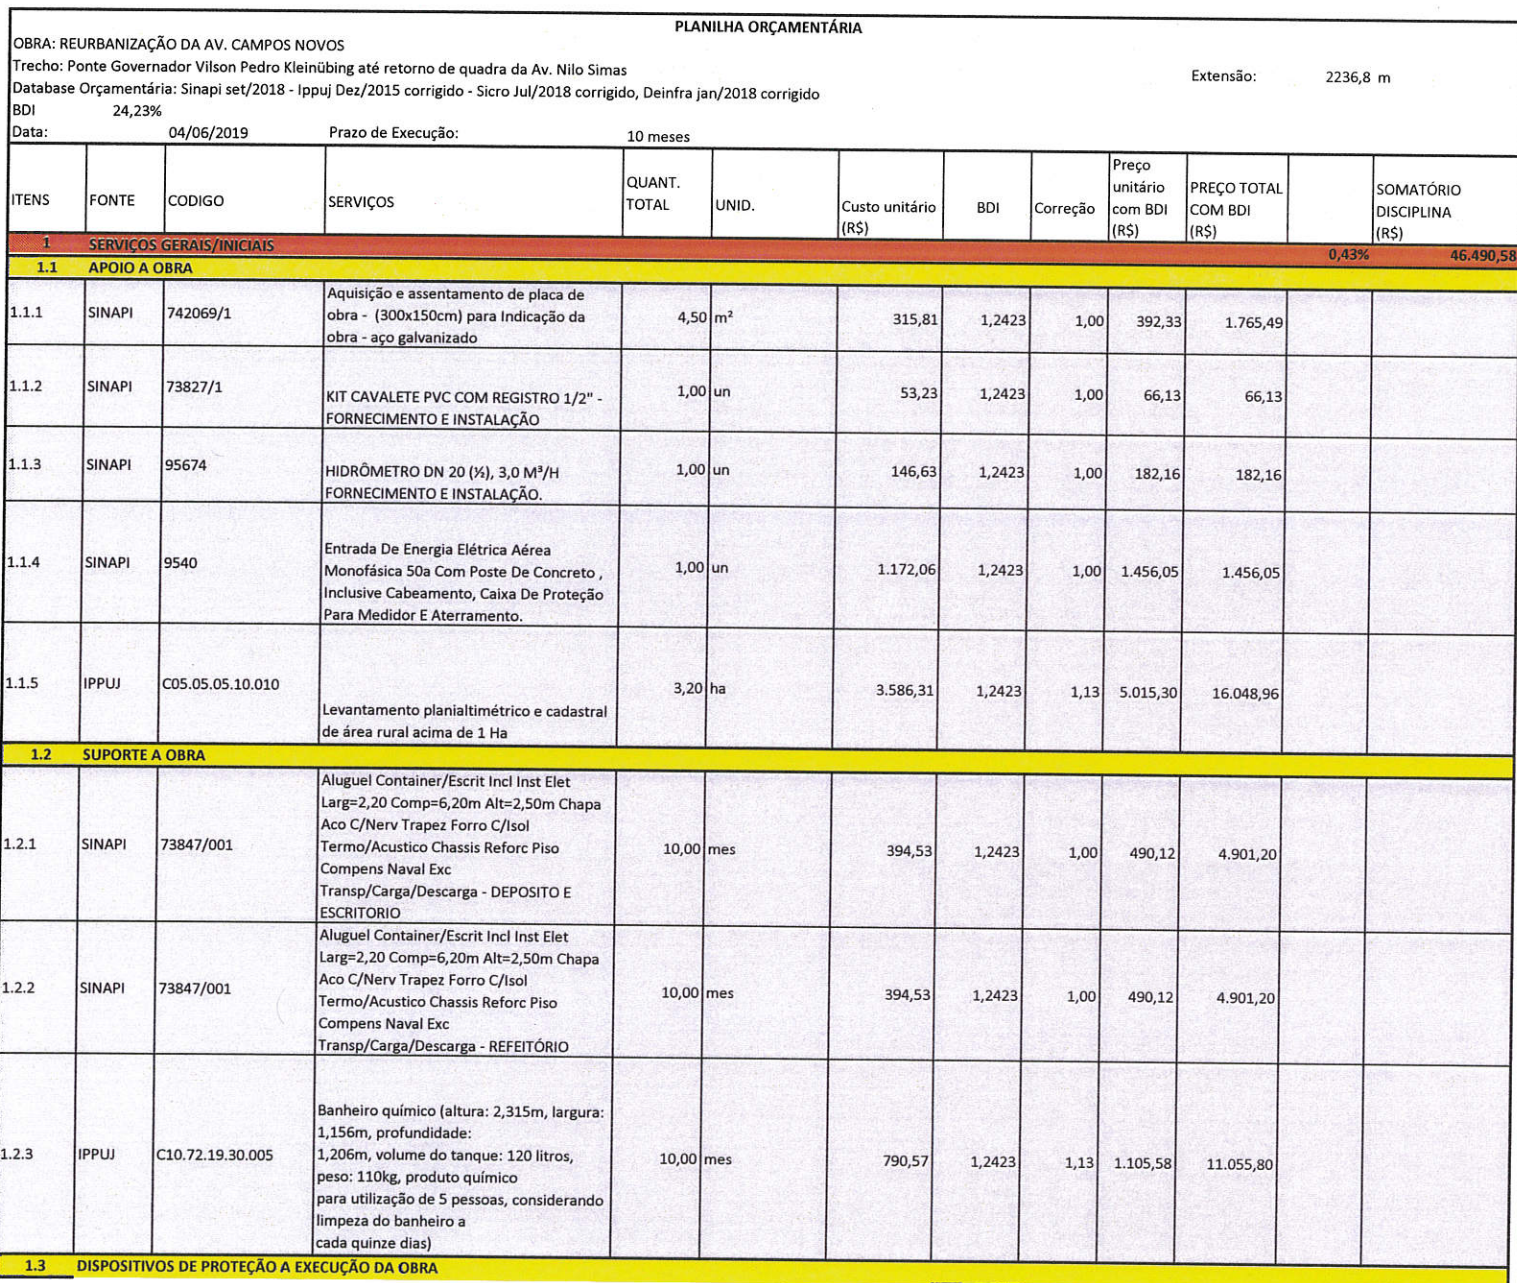 PLANILHA ORÇAMENTÁRIA
OBRA: REURBANIZAÇÃO DA AV. CAMPOS NOVOS
Trecho: Ponte Governador Vilson Pedro Kleinübing até retorno de quadra da Av. Nilo Simas
Extensão: 2236,8 m
Database Orçamentária: Sinapi set/2018 - Ippuj Dez/2015 corrigido - Sicro Jul/2018 corrigido, Deinfra jan/2018 corrigido
BDI 24,23%
Data: 04/06/2019 Prazo de Execução: 10 meses
ITENS FONTE CODIGO SERVIÇOS QUANT. TOTAL UNID. Custo unitário (R$) BDI Correção Preço unitário com BDI (R$) PREÇO TOTAL COM BDI (R$) SOMATÓRIO DISCIPLINA (R$)
1 SERVIÇOS GERAIS/INICIAIS 0,43% 46.490,58
1.1 APOIO A OBRA
Aquisição e assentamento de placa de
obra - (300x150cm) para Indicação da
obra - aço galvanizado
1.1.1 SINAPI 742069/1 4,50 m² 315,81 1,2423 1,00 392,33 1.765,49
1.1.2 SINAPI 73827/1 1,00 un 53,23 1,2423 1,00 66,13 66,13
KIT CAVALETE PVC COM REGISTRO 1/2" -
FORNECIMENTO E INSTALAÇÃO
1.1.3 SINAPI 95674 1,00 un 146,63 1,2423 1,00 182,16 182,16
HIDRÔMETRO DN 20 (½), 3,0 M³/H
FORNECIMENTO E INSTALAÇÃO.
1.1.4 SINAPI 9540 1,00 un 1.172,06 1,2423 1,00 1.456,05 1.456,05
Entrada De Energia Elétrica Aérea
Monofásica 50a Com Poste De Concreto ,
Inclusive Cabeamento, Caixa De Proteção
Para Medidor E Aterramento.
1.1.5 IPPUJ C05.05.05.10.010 3,20 ha 3.586,31 1,2423 1,13 5.015,30 16.048,96
Levantamento planialtimétrico e cadastral
de área rural acima de 1 Ha
1.2 SUPORTE A OBRA
Aluguel Container/Escrit Incl Inst Elet
Larg=2,20 Comp=6,20m Alt=2,50m Chapa
Aco C/Nerv Trapez Forro C/Isol
Termo/Acustico Chassis Reforc Piso
Compens Naval Exc
Transp/Carga/Descarga - DEPOSITO E
ESCRITORIO
1.2.1 SINAPI 73847/001 10,00 mes 394,53 1,2423 1,00 490,12 4.901,20
Aluguel Container/Escrit Incl Inst Elet
Larg=2,20 Comp=6,20m Alt=2,50m Chapa
Aco C/Nerv Trapez Forro C/Isol
Termo/Acustico Chassis Reforc Piso
Compens Naval Exc
Transp/Carga/Descarga - REFEITÓRIO
1.2.2 SINAPI 73847/001 10,00 mes 394,53 1,2423 1,00 490,12 4.901,20
Banheiro químico (altura: 2,315m, largura:
1,156m, profundidade:
1,206m, volume do tanque: 120 litros,
peso: 110kg, produto químico
para utilização de 5 pessoas, considerando
limpeza do banheiro a
cada quinze dias)
1.2.3 IPPUJ C10.72.19.30.005 10,00 mes 790,57 1,2423 1,13 1.105,58 11.055,80
1.3 DISPOSITIVOS DE PROTEÇÃO A EXECUÇÃO DA OBRA